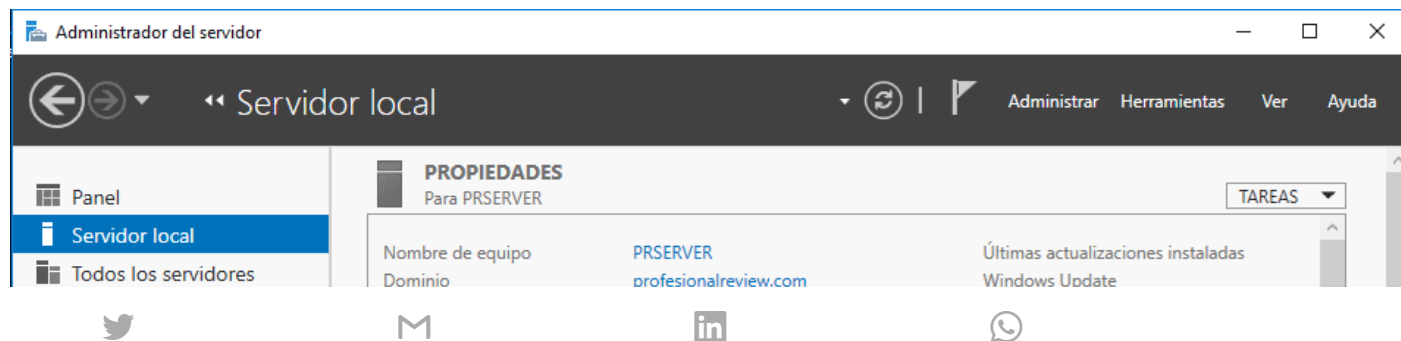 Administrador del servidor
Servidor local
Administrar Herramientas Ver Ayuda
Panel
Servidor local
Todos los servidores
PROPIEDADES
Para PRSERVER
TAREAS
Nombre de equipo PRSERVER Últimas actualizaciones instaladas
Dominio profesionalreview.com Windows Update